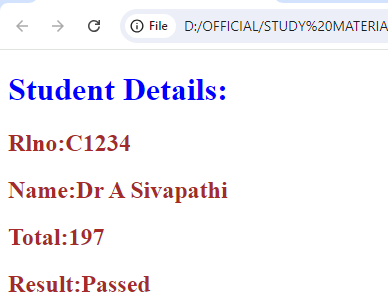 File D:/OFFICIAL/STUDY%20MATERIA
Student Details:
Rlno:C1234
Name:Dr A Sivapathi
Total:197
Result:Passed